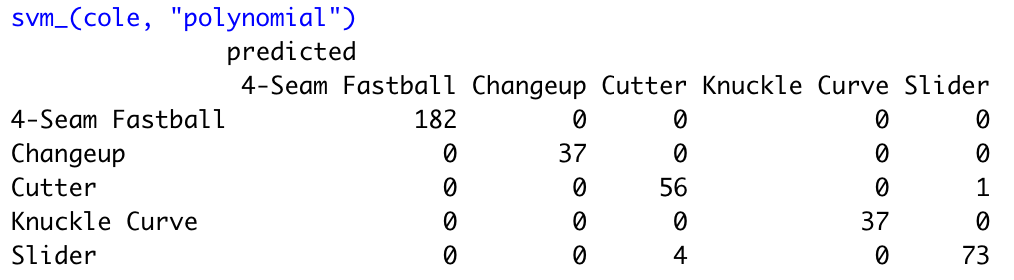 svm_(cole, "polynomial")
predicted
4-Seam Fastball Changeup Cutter Knuckle Curve Slider
4-Seam Fastball 182 0 0 0 0
Changeup 0 37 0 0 0
Cutter 0 0 56 0 1
Knuckle Curve 0 0 0 37 0
Slider 0 0 4 0 73